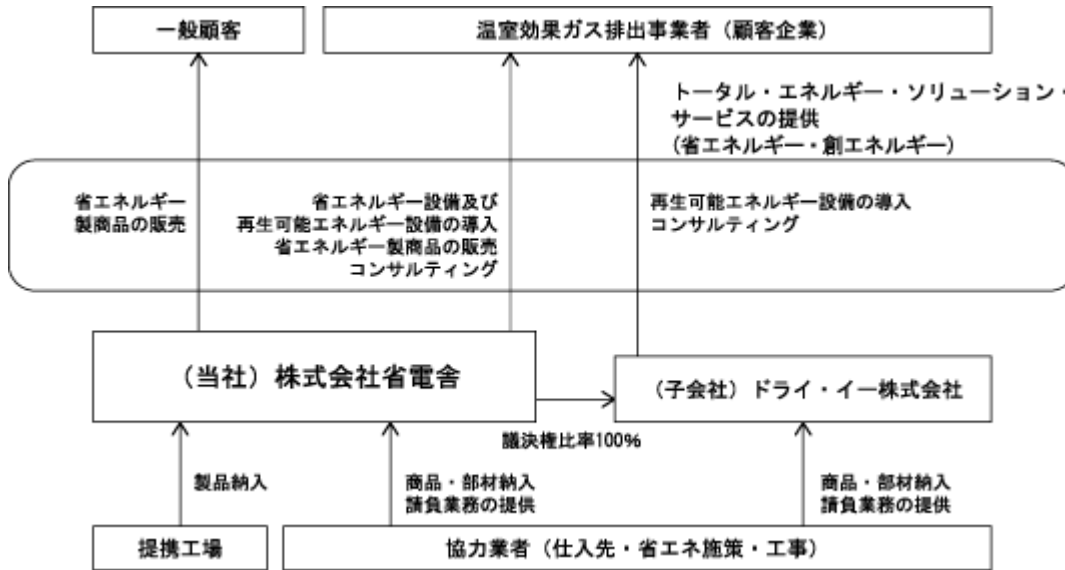 一般顧客
温室効果ガス排出事業者（顧客企業）
トータル・エネルギー・ソリューション・
サービスの提供
(省エネルギー・創エネルギー)
省エネルギー
製商品の販売
省エネルギー設備及び
再生可能エネルギー設備の導入
省エネルギー製商品の販売
コンサルティング
再生可能エネルギー設備の導入
コンサルティング
（当社）株式会社省電舎
（子会社）ドライ・イー株式会社
議決権比率100%
製品納入
商品・部材納入
請負業務の提供
商品・部材納入
請負業務の提供
提携工場
協力業者（仕入先・省エネ施策・工事）